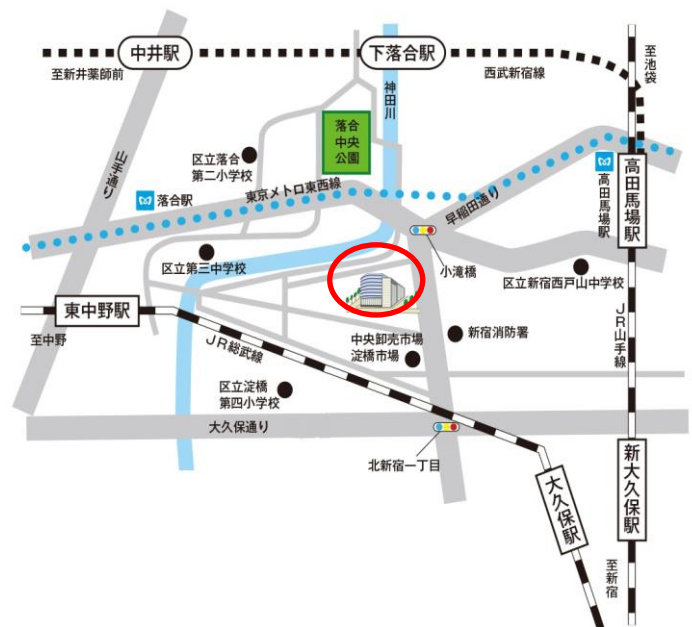 中井駅
下落合駅
至新井薬師前
西武新宿線
至池袋
神田川
山手通り
落合
中央
公園
区立落合
第二小学校
落合駅
東京メトロ東西線
早稲田通り
高田馬場駅
高田馬場駅
小滝橋
区立第三中学校
区立新宿西戸山中学校
東中野駅
至中野
JR総武線
中央卸売市場
淀橋市場
新宿消防署
JR山手線
区立淀橋
第四小学校
大久保通り
北新宿一丁目
大久保駅
新大久保駅
至新宿